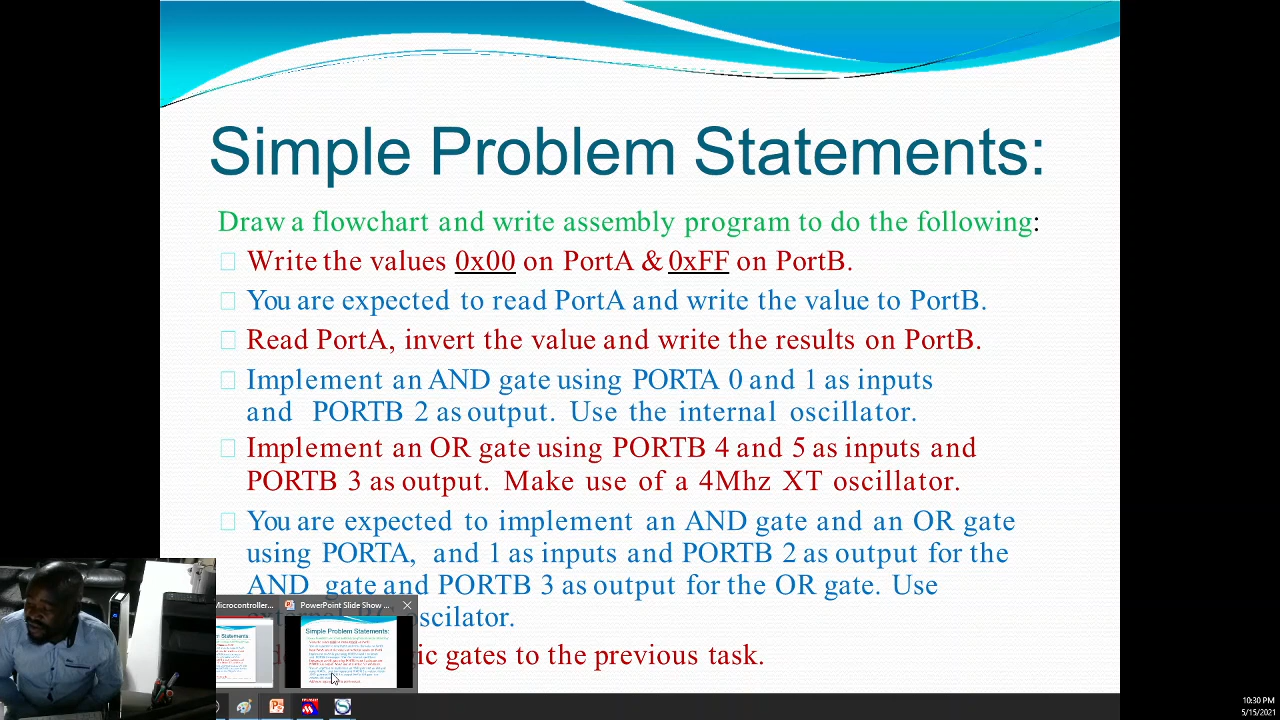 Simple Problem Statements:
Draw a flowchart and write assembly program to do the following:
Write the values 0x00 on PortA & 0xFF on PortB.
You are expected to read PortA and write the value to PortB.
Read PortA, invert the value and write the results on PortB.
Implement an AND gate using PORTA 0 and 1 as inputs
and PORTB 2 as output. Use the internal oscillator.
Implement an OR gate using PORTB 4 and 5 as inputs and
PORTB 3 as output. Make use of a 4Mhz XT oscillator.
You are expected to implement an AND gate and an OR gate
using PORTA, and 1 as inputs and PORTB 2 as output for the
AND gate and PORTB 3 as output for the OR gate. Use
oscilator.
gates to the previous task.
Microcontroller... PowerPoint Slide Show ...
Simple Problem Statements:
10:30 PM
5/15/2021